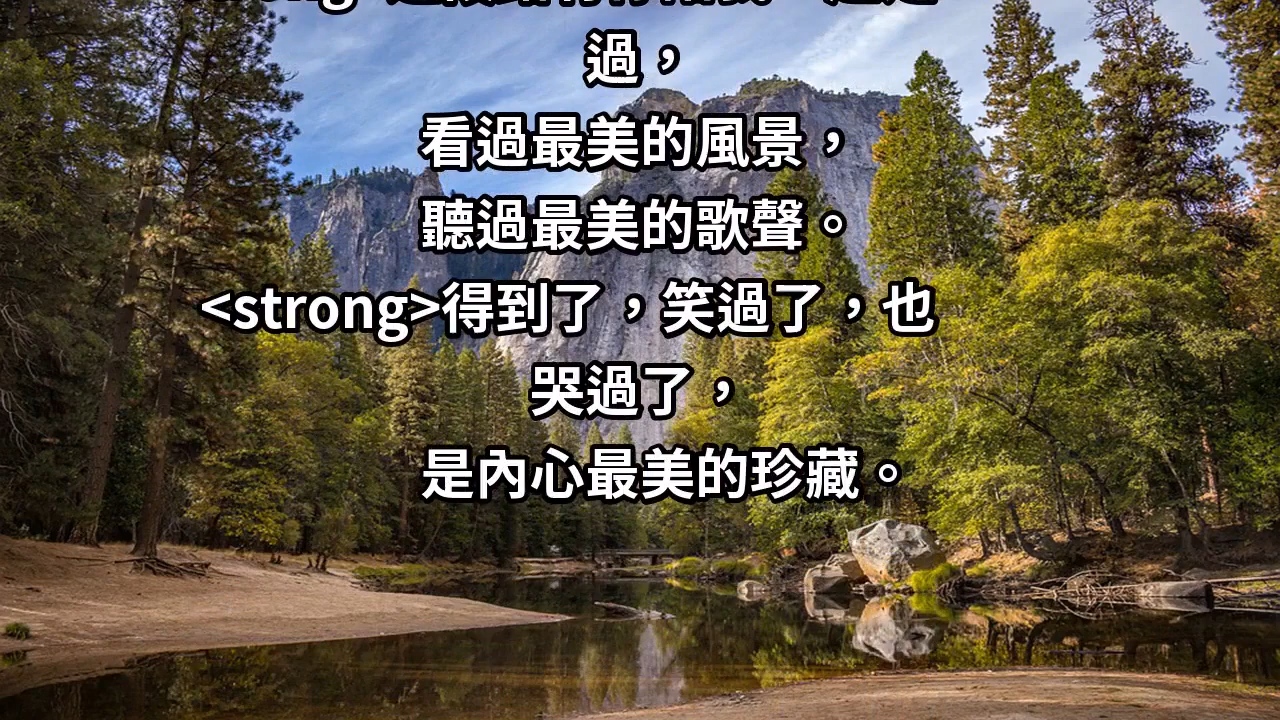 過，
看過最美的風景，
聽過最美的歌聲。
<strong>得到了，笑過了，也
哭過了，
是內心最美的珍藏。